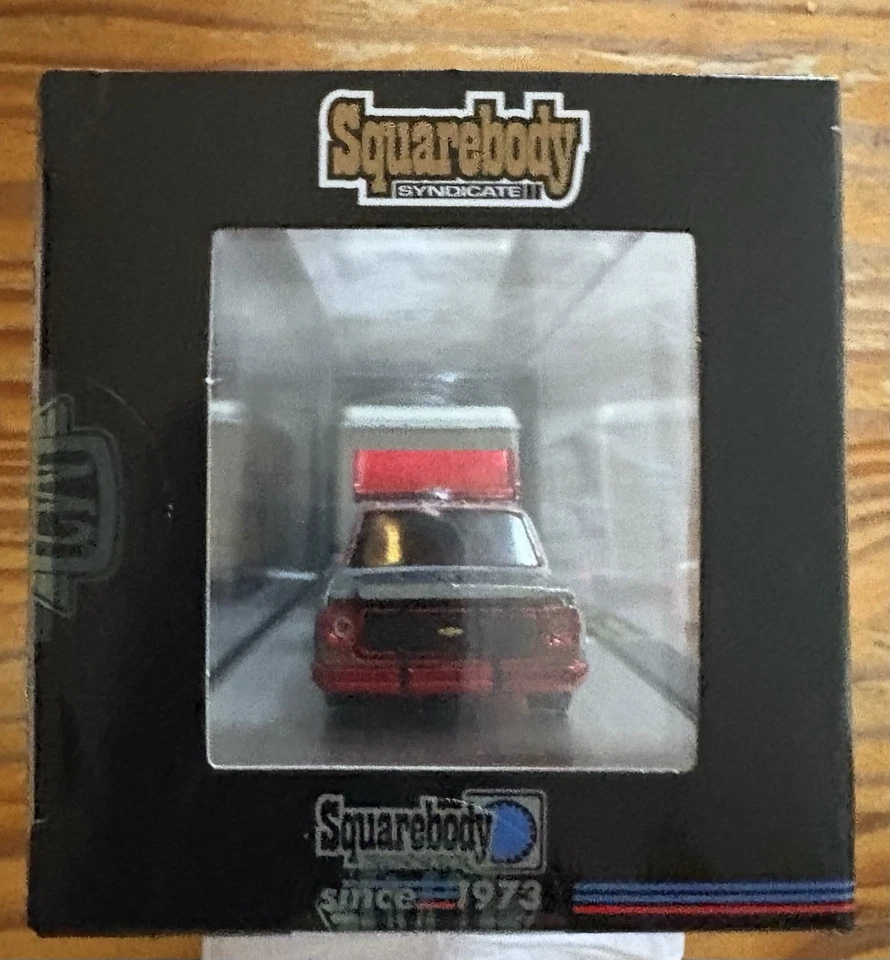 Squarebody
SYNDICATE
Squarebody
since 1973